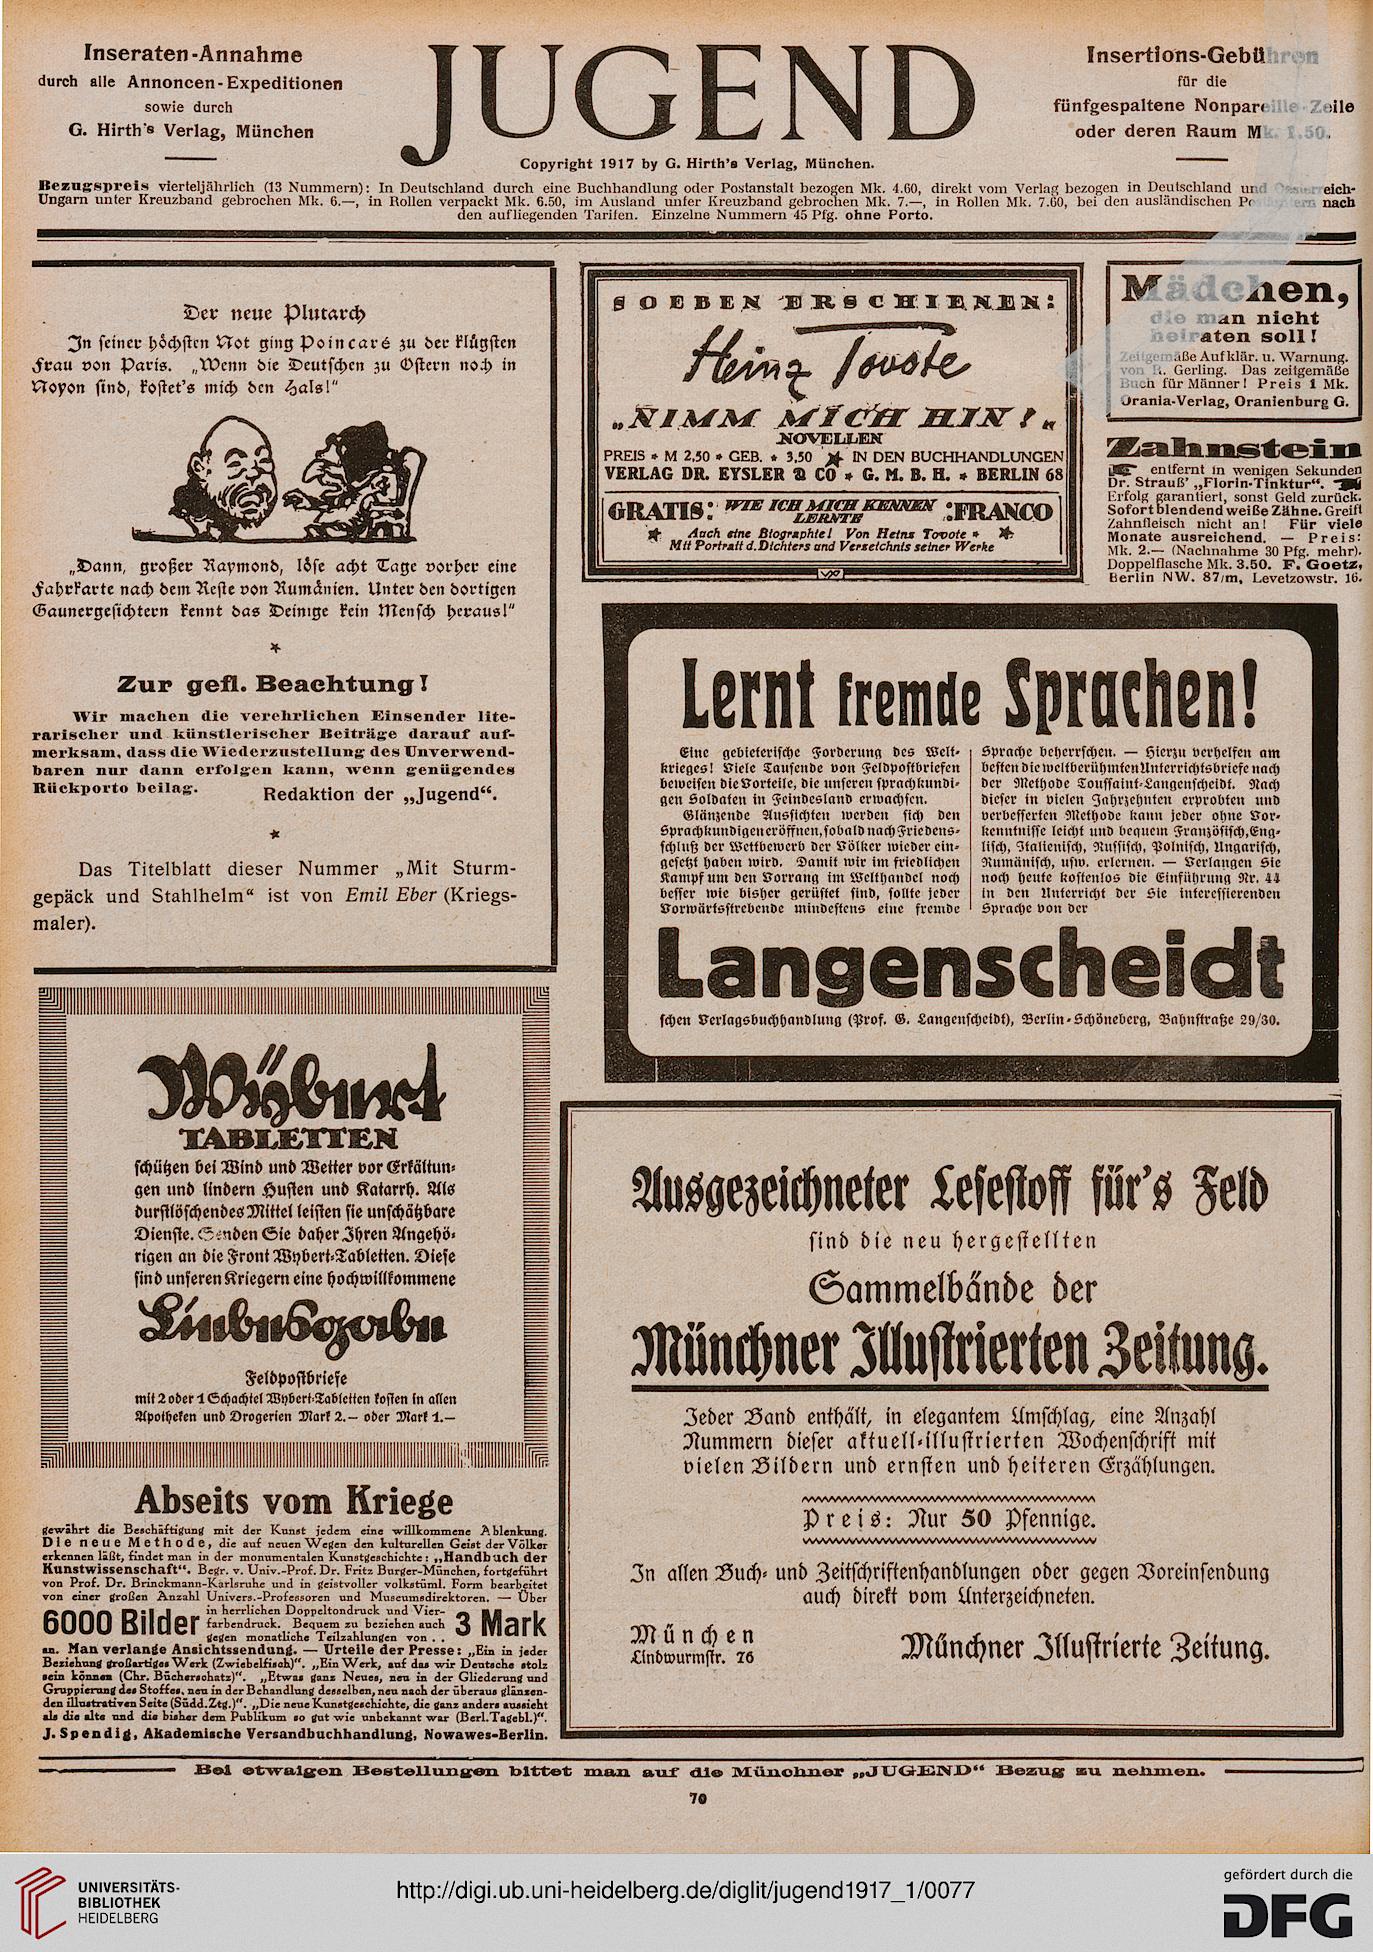 Inseraten-Annahme
durch alle Annoncen-Expeditionen
sowie durch
G. Hirth's Verlag, München
JUGEND
Copyright 1917 by G. Hirth's Verlag, München.
Insertions-Gebühren
für die
fünfgespaltene Nonpareille-Zeile
oder deren Raum Mk. 1.50.
Bezugspreis vierteljährlich (13 Nummern): In Deutschland durch eine Buchhandlung oder Postanstalt bezogen Mk. 4.60, direkt vom Verlag bezogen in Deutschland und Oesterreich-
Ungarn unter Kreuzband gebrochen Mk. 6.—, in Rollen verpackt Mk. 6.50, im Ausland unter Kreuzband gebrochen Mk. 7.—, in Rollen Mk. 7.60, bei den ausländischen Postämtern nach
den aufliegenden Tarifen. Einzelne Nummern 45 Pfg. ohne Porto.
Der neue Plutarch
In seiner höchsten Not ging Poincaré zu der klügsten
Frau von Paris. „Wenn die Deutschen zu Ostern noch in
Noyon sind, kostet's mich den Hals!“
„Dann, großer Raymond, löse acht Tage vorher eine
Fahrkarte nach dem Reste von Rumänien. Unter den dortigen
Gaunergesichtern kennt das Deinige kein Mensch heraus!“
*
Zur gefl. Beachtung!
Wir machen die verehrlichen Einsender lite-
rarischer und künstlerischer Beiträge darauf auf-
merksam, dass die Wiederzustellung des Unverwend-
baren nur dann erfolgen kann, wenn genügendes
Rückporto beilag.
Redaktion der „Jugend“.
*
Das Titelblatt dieser Nummer „Mit Sturm-
gepäck und Stahlhelm“ ist von Emil Eber (Kriegs-
maler).
SOEBEN ERSCHIENEN:
Heinz Tovote
„NIMM MICH HIN!“
NOVELLEN
PREIS * M 2,50 * GEB. * 3,50 * IN DEN BUCHHANDLUNGEN
VERLAG DR. EYSLER & CO * G. M. B. H. * BERLIN 68
GRATIS: WIE ICH MICH KENNEN LERNTE :FRANCO
Auch eine Biographie! Von Heinz Tovote *
Mit Portrait d. Dichters und Verzeichnis seiner Werke
Mädchen,
die man nicht
heiraten soll!
Zeitgemäße Aufklär. u. Warnung.
von R. Gerling. Das zeitgemäße
Buch für Männer! Preis 1 Mk.
Orania-Verlag, Oranienburg G.
Zahnstein
entfernt in wenigen Sekunden
Dr. Strauß' „Florin-Tinktur“.
Erfolg garantiert, sonst Geld zurück.
Sofort blendend weiße Zähne. Greift
Zahnfleisch nicht an! Für viele
Monate ausreichend. — Preis:
Mk. 2.— (Nachnahme 30 Pfg. mehr).
Doppelflasche Mk. 3.50. F. Goetz,
Berlin NW. 87/m, Levetzowstr. 16.
Lernt fremde Sprachen!
Eine gebieterische Forderung des Welt-
krieges! Viele Tausende von Feldpostbriefen
beweisen die Vorteile, die unseren sprachkundi-
gen Soldaten in Feindesland erwachsen.
Glänzende Aussichten werden sich den
Sprachkundigen eröffnen, sobald nach Friedens-
schluß der Wettbewerb der Völker wieder ein-
gesetzt haben wird. Damit wir im friedlichen
Kampf um den Vorrang im Welthandel noch
besser wie bisher gerüstet sind, sollte jeder
Vorwärtsstrebende mindestens eine fremde
Sprache beherrschen. — Hierzu verhelfen am
besten die weltberühmten Unterrichtsbriefe nach
der Methode Toussaint-Langenscheidt. Nach
dieser in vielen Jahrzehnten erprobten und
verbesserten Methode kann jeder ohne Vor-
kenntnisse leicht und bequem Französisch, Eng-
lisch, Italienisch, Russisch, Polnisch, Ungarisch,
Rumänisch, usw. erlernen. — Verlangen Sie
noch heute kostenlos die Einführung Nr. 44
in den Unterricht der Sie interessierenden
Sprache von der
Langenscheidt
schen Verlagsbuchhandlung (Prof. G. Langenscheidt), Berlin-Schöneberg, Bahnstraße 29/30.
Wybert
TABLETTEN
schützen bei Wind und Wetter vor Erkältun-
gen und lindern Husten und Katarrh. Als
durstlöschendes Mittel leisten sie unschätzbare
Dienste. Senden Sie daher Ihren Angehö-
rigen an die Front Wybert-Tabletten. Diese
sind unseren Kriegern eine hochwillkommene
Liebesgabe
Feldpostbriefe
mit 2 oder 1 Schachtel Wybert-Tabletten kosten in allen
Apotheken und Drogerien Mark 2.— oder Mark 1.—
Abseits vom Kriege
gewährt die Beschäftigung mit der Kunst jedem eine willkommene Ablenkung.
Die neue Methode, die auf neuen Wegen den kulturellen Geist der Völker
erkennen läßt, findet man in der monumentalen Kunstgeschichte: „Handbuch der
Kunstwissenschaft“. Begr. v. Univ.-Prof. Dr. Fritz Burger-München, fortgeführt
von Prof. Dr. Brinckmann-Karlsruhe und in geistvoller volkstüml. Form bearbeitet
von einer großen Anzahl Univers.-Professoren und Museumsdirektoren. — Über
6000 Bilder in herrlichen Doppeltondruck und Vier-
farbendruck. Bequem zu beziehen auch
gegen monatliche Teilzahlungen von . . 3 Mark
an. Man verlange Ansichtssendung. — Urteile der Presse: „Ein in jeder
Beziehung großartiges Werk (Zwiebelfisch)“. „Ein Werk, auf das wir Deutsche stolz
sein können (Chr. Bücherschatz)“. „Etwas ganz Neues, neu in der Gliederung und
Gruppierung des Stoffes, neu in der Behandlung desselben, neu nach der überaus glänzen-
den illustrativen Seite (Südd. Ztg.)“. „Die neue Kunstgeschichte, die ganz anders aussieht
als die alte und die bisher dem Publikum so gut wie unbekannt war (Berl. Tagebl.)“.
J. Spendig, Akademische Versandbuchhandlung, Nowawes-Berlin.
Ausgezeichneter Lesestoff für's Feld
sind die neu hergestellten
Sammelbände der
Münchner Illustrierten Zeitung.
Jeder Band enthält, in elegantem Umschlag, eine Anzahl
Nummern dieser aktuell-illustrierten Wochenschrift mit
vielen Bildern und ernsten und heiteren Erzählungen.
Preis: Nur 50 Pfennige.
In allen Buch- und Zeitschriftenhandlungen oder gegen Voreinsendung
auch direkt vom Unterzeichneten.
München
Lindwurmstr. 76
Münchner Illustrierte Zeitung.
Bei etwaigen Bestellungen bittet man auf die Münchner „JUGEND“ Bezug zu nehmen.
70
UNIVERSITÄTS-
BIBLIOTHEK
HEIDELBERG
http://digi.ub.uni-heidelberg.de/diglit/jugend1917_1/0077
gefördert durch die
DFG